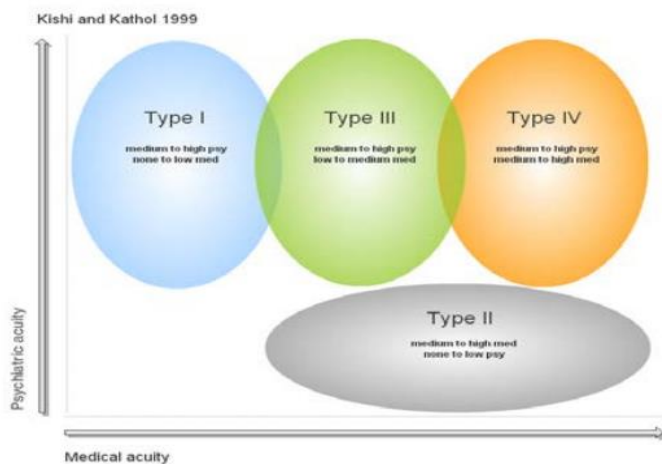 Kishi and Kathol 1999
Type I
medium to high psy
none to low med
Type III
medium to high psy
low to medium med
Type IV
medium to high psy
medium to high med
Type II
medium to high med
none to low psy
Psychiatric acuity
Medical acuity